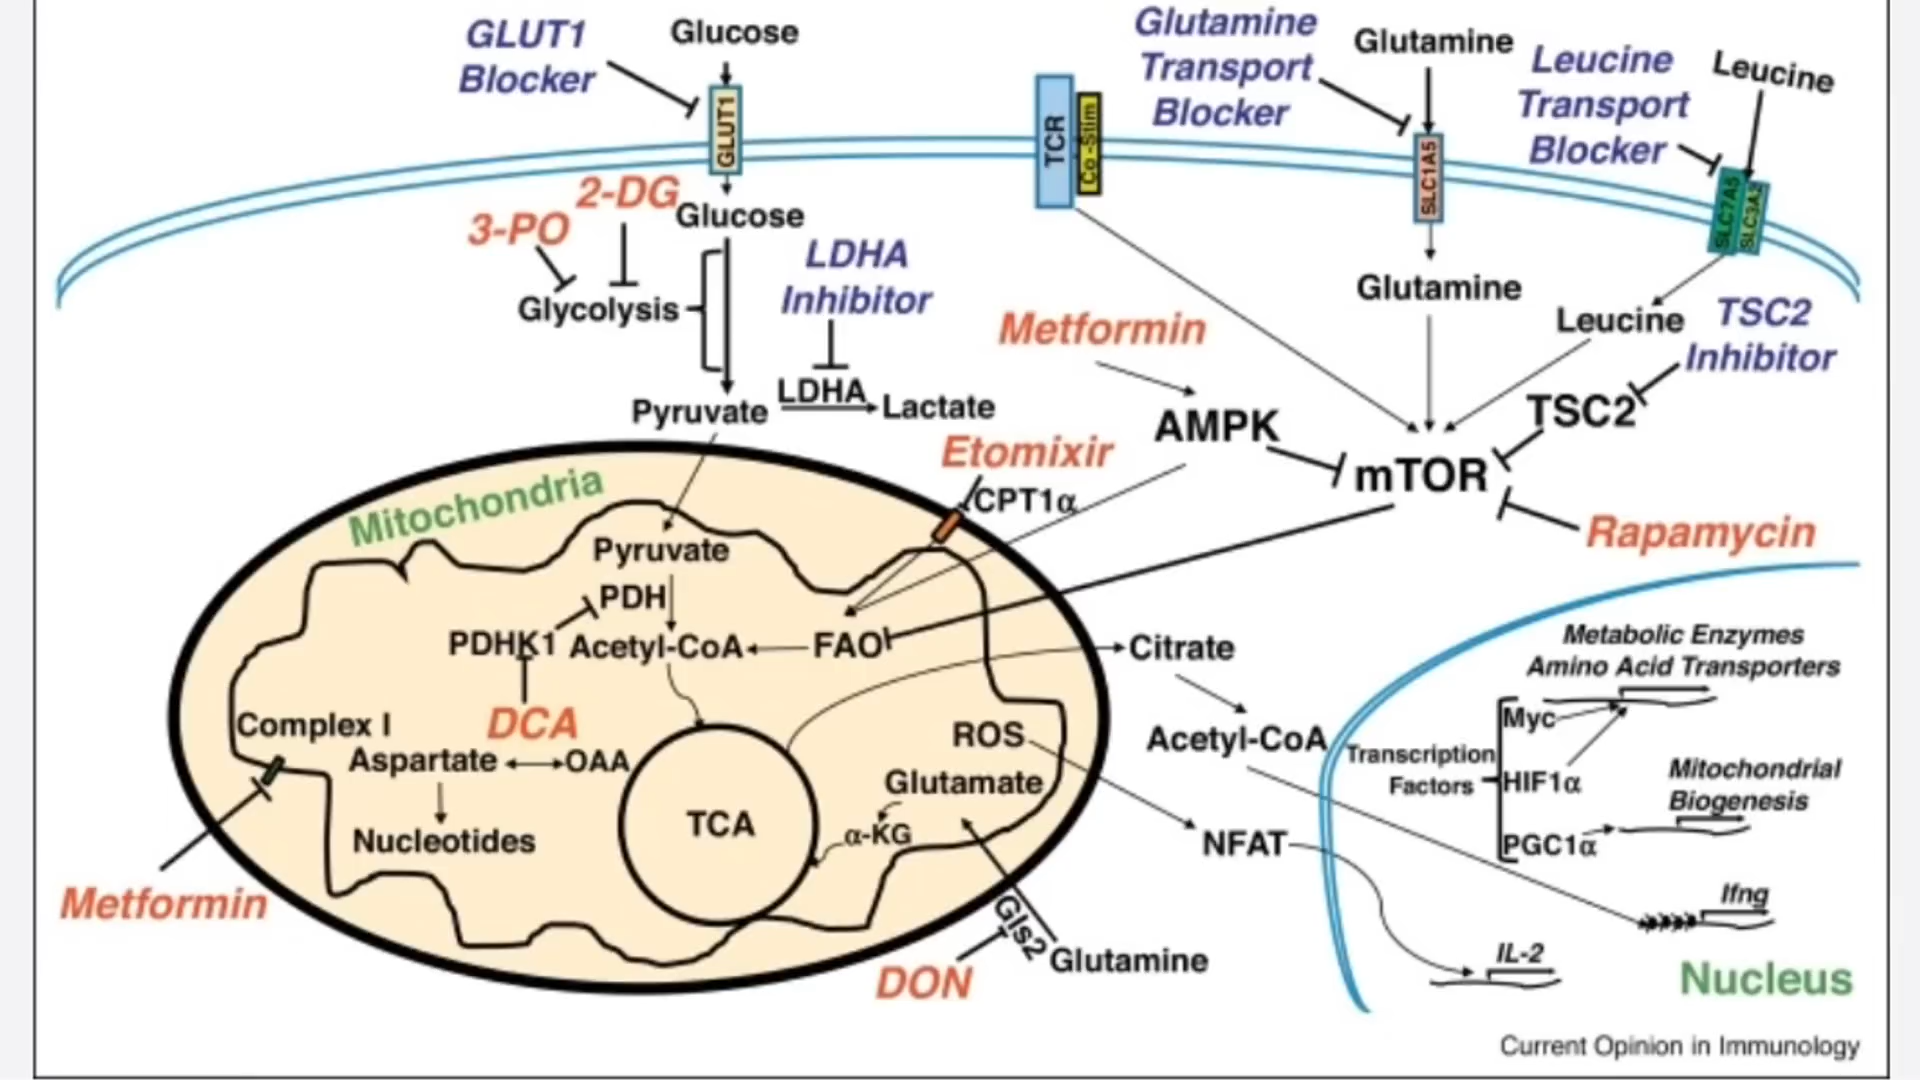 GLUT1
Blocker
Glucose
GLUT1
2-DG
3-PO
Glucose
Glycolysis
LDHA
Inhibitor
Pyruvate
LDHA
Lactate
TCR
Co-Stim
Glutamine
Transport
Blocker
Glutamine
SLC1A5
Glutamine
Leucine
Transport
Blocker
Leucine
SLC7A5
SLC3A2
Leucine
TSC2
Inhibitor
TSC2
Metformin
AMPK
mTOR
Rapamycin
Etomixir
CPT1α
Mitochondria
Pyruvate
PDH
PDHK1
Acetyl-CoA
FAO
DCA
Complex I
Aspartate
OAA
Nucleotides
TCA
ROS
Glutamate
α-KG
Metformin
DON
Gls2
Glutamine
Citrate
Acetyl-CoA
NFAT
Metabolic Enzymes
Amino Acid Transporters
Transcription
Factors
Myc
HIF1α
PGC1α
Mitochondrial
Biogenesis
Ifng
IL-2
Nucleus
Current Opinion in Immunology